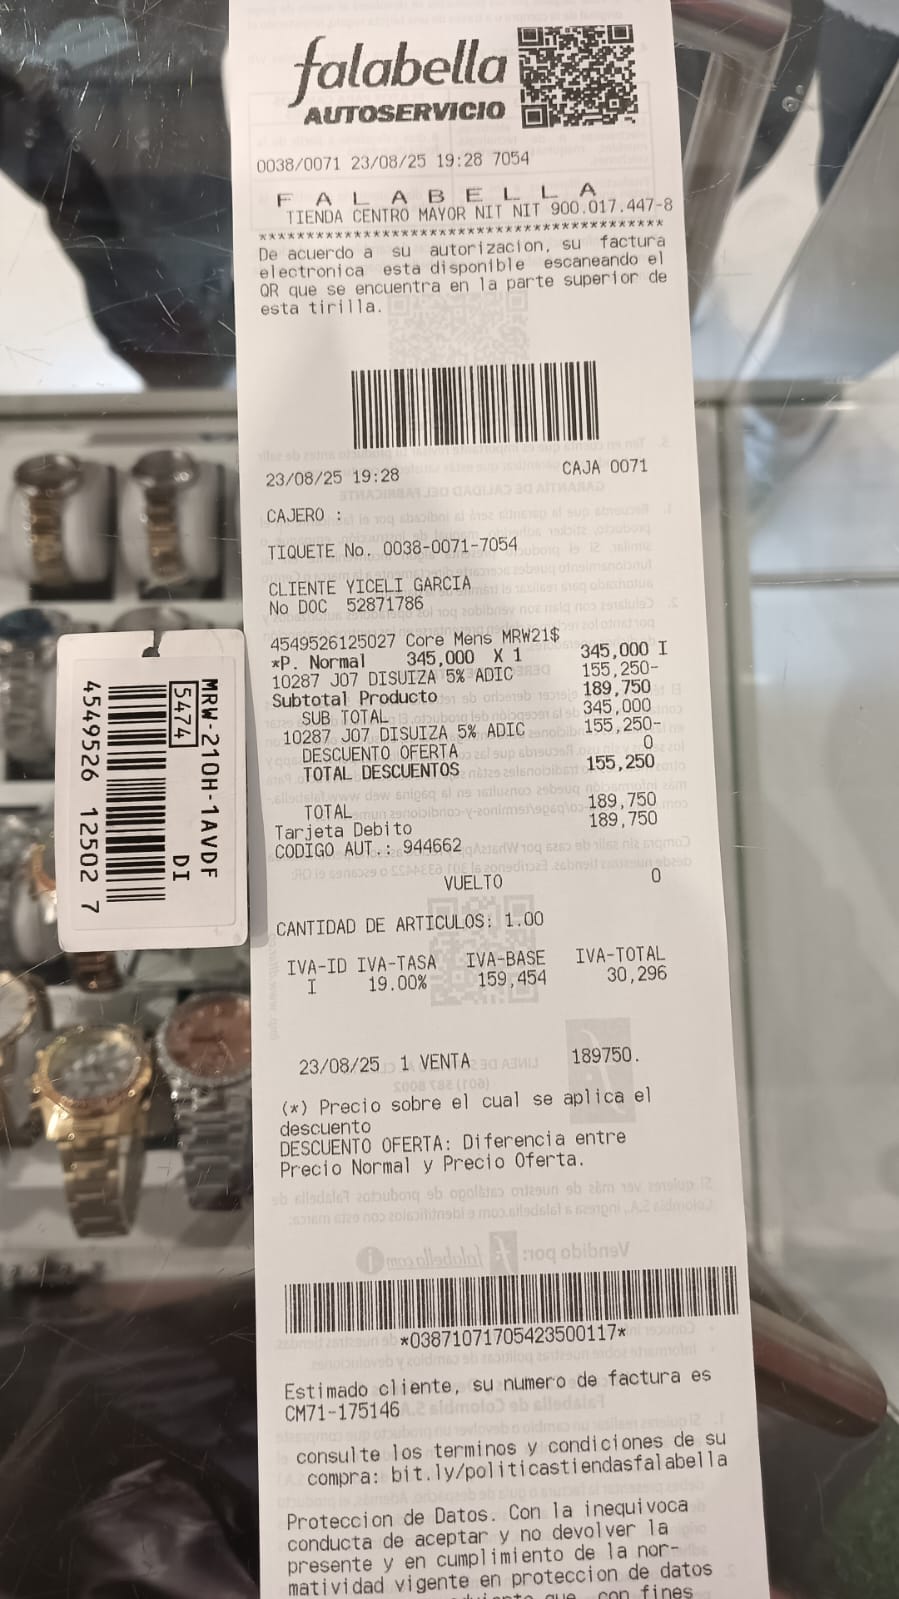 falabella
AUTOSERVICIO
0038/0071 23/08/25 19:28 7054
F A L A B E L L A
TIENDA CENTRO MAYOR NIT NIT 900.017.447-8
******************************************
De acuerdo a su autorizacion, su factura
electronica esta disponible escaneando el
QR que se encuentra en la parte superior de
esta tirilla.
23/08/25 19:28 CAJA 0071
CAJERO :
TIQUETE No. 0038-0071-7054
CLIENTE YICELI GARCIA
No DOC 52871786
4549526125027 Core Mens MRW21$
*P. Normal 345,000 X 1 345,000 I
10287 J07 DISUIZA 5% ADIC 155,250-
Subtotal Producto 189,750
SUB TOTAL 345,000
10287 J07 DISUIZA 5% ADIC 155,250-
DESCUENTO OFERTA 0
TOTAL DESCUENTOS 155,250
TOTAL 189,750
Tarjeta Debito 189,750
CODIGO AUT.: 944662
VUELTO 0
CANTIDAD DE ARTICULOS: 1.00
IVA-ID IVA-TASA IVA-BASE IVA-TOTAL
I 19.00% 159,454 30,296
23/08/25 1 VENTA 189750.
(*) Precio sobre el cual se aplica el
descuento
DESCUENTO OFERTA: Diferencia entre
Precio Normal y Precio Oferta.
*03871071705423500117*
Estimado cliente, su numero de factura es
CM71-175146
consulte los terminos y condiciones de su
compra: bit.ly/politicastiendasfalabella
Proteccion de Datos. Con la inequivoca
conducta de aceptar y no devolver la
presente y en cumplimiento de la nor-
matividad vigente en proteccion de datos
que con fines
MRW-210H-1AVDF
5474 DI
4549526 12502 7